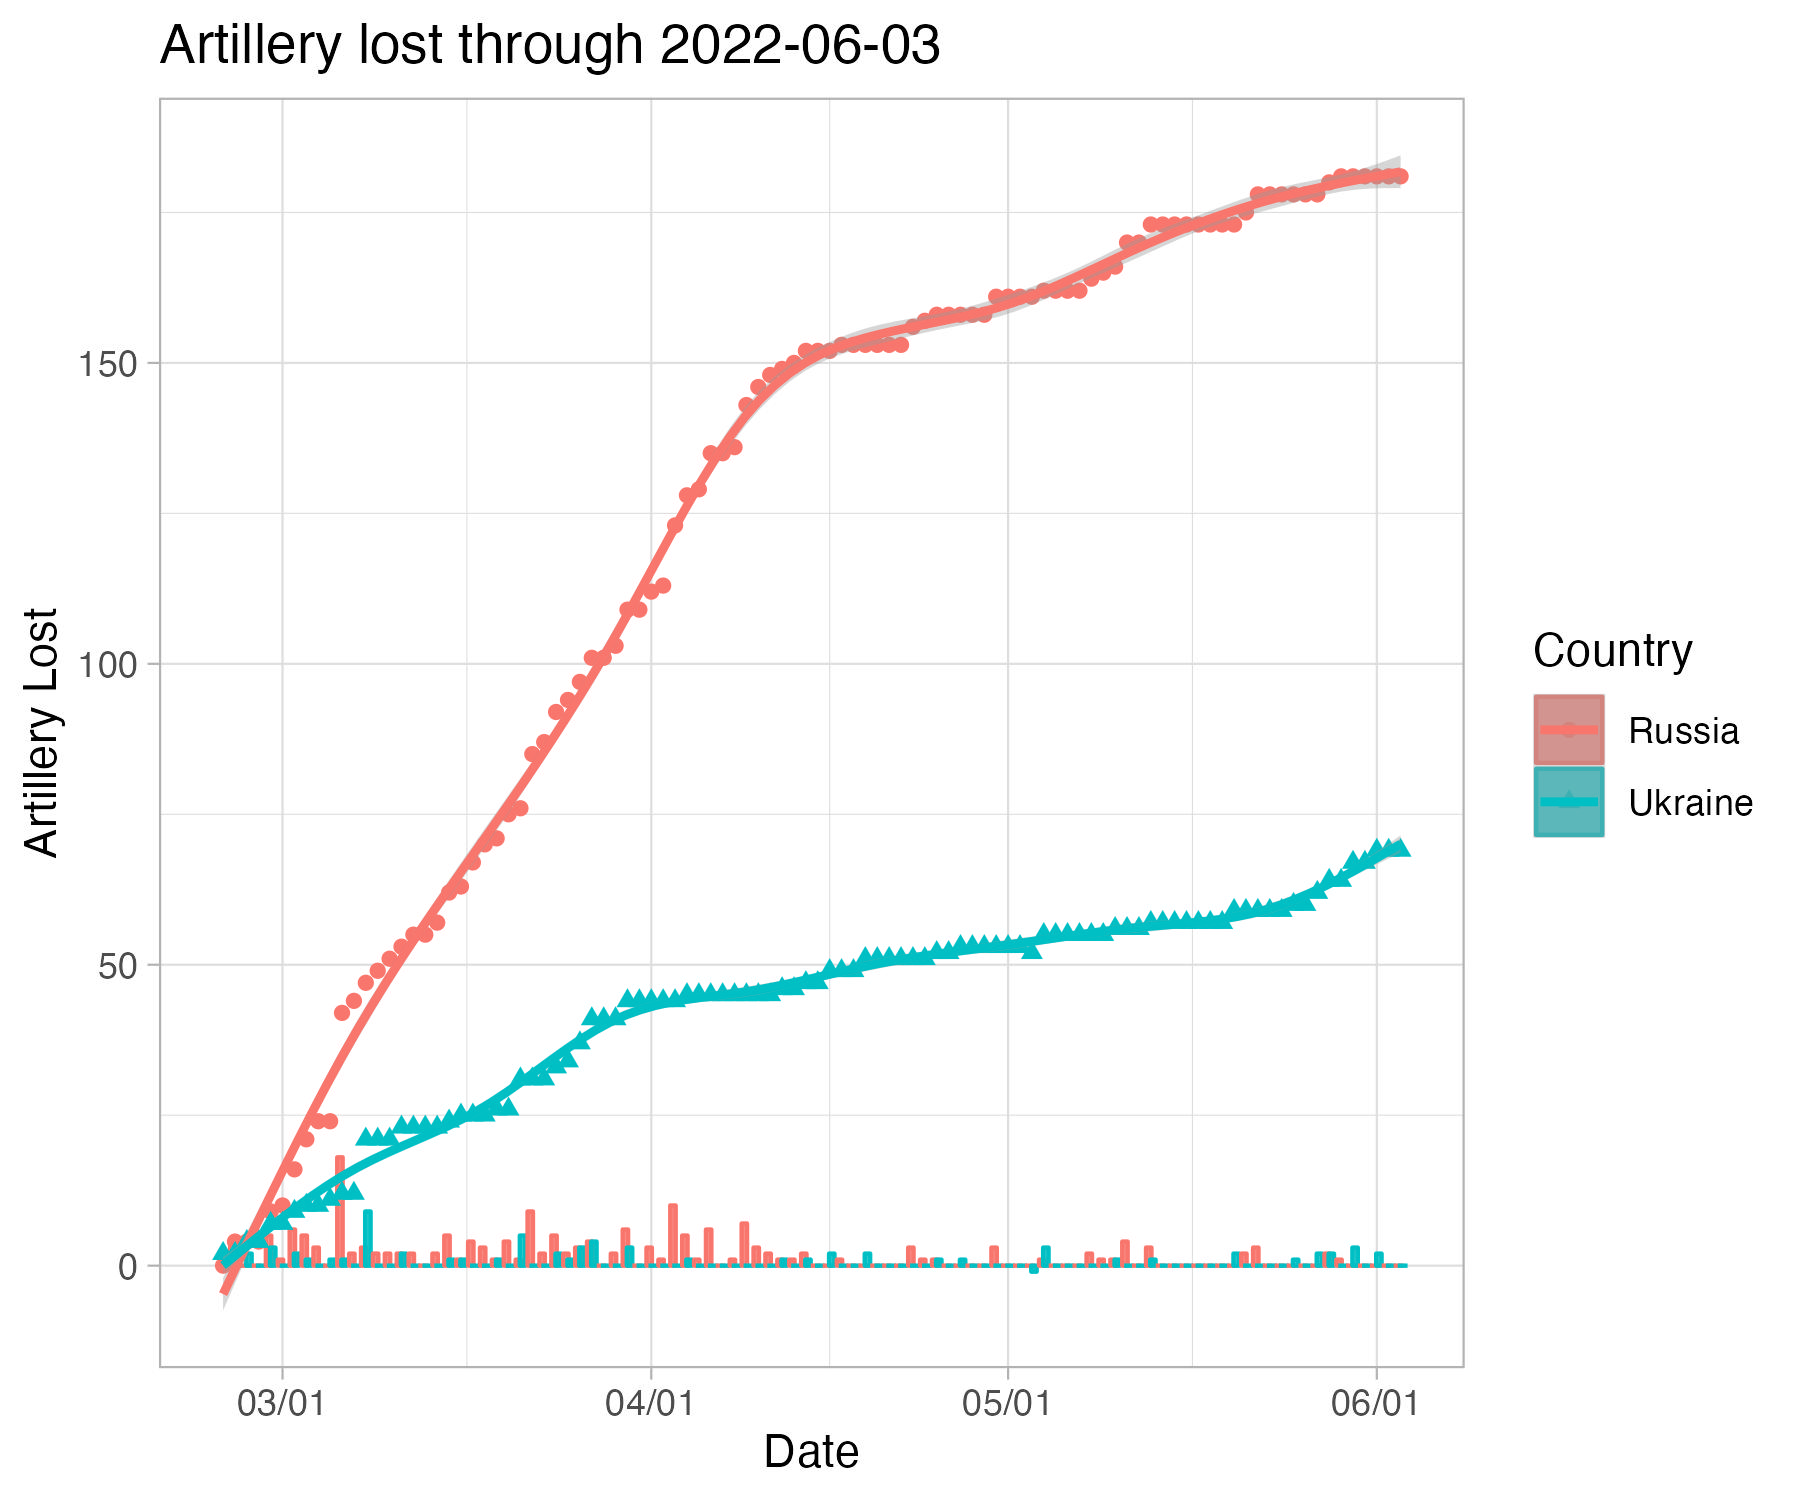 Artillery lost through 2022-06-03
Artillery Lost
150
100
50
0
03/01 04/01 05/01 06/01
Date
Country
Russia
Ukraine